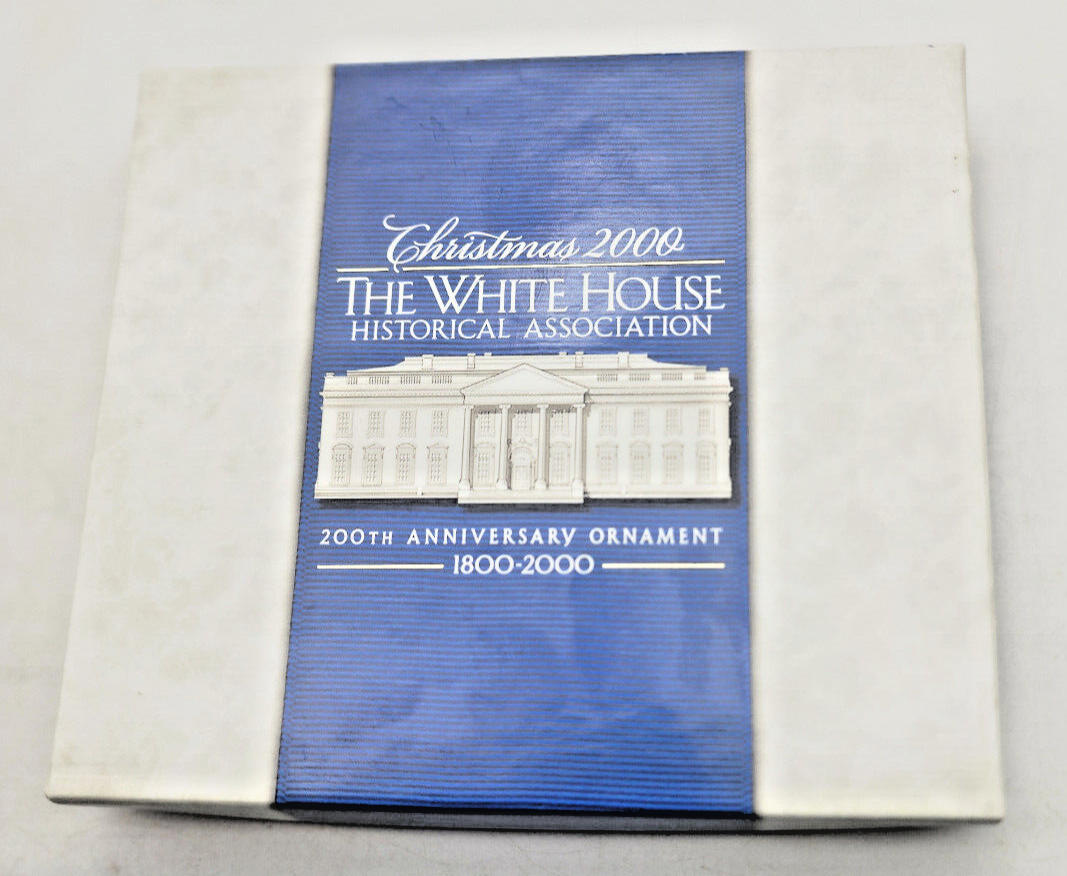 Christmas 2000
THE WHITE HOUSE
HISTORICAL ASSOCIATION
200TH ANNIVERSARY ORNAMENT
1800-2000